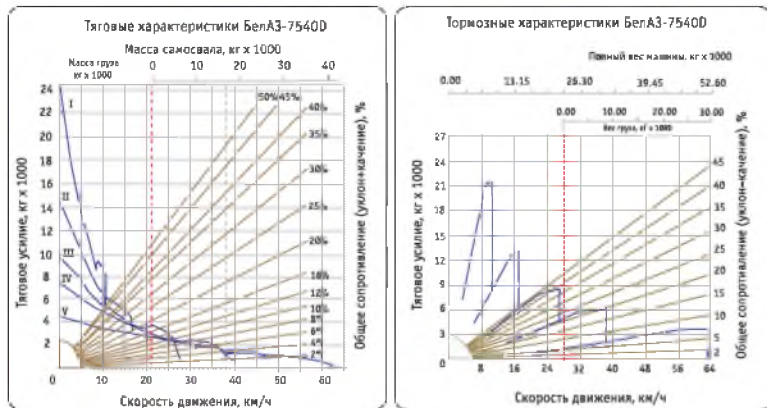 Тяговые характеристики БелАЗ-7540D
Масса самосвала, кг х 1000
Масса груза
кг х 1000
0 10 20 30 40
24
22
20
18
16
14
12
10
8
6
4
2
Тяговое усилие, кг х 1000
I
II
III
IV
V
50% 45%
40%
35%
30%
25%
20%
16%
12%
10%
8%
6%
4%
2%
Общее сопротивление (уклон+качение), %
0 10 20 30 40 50 60
Скорость движения, км/ч
Тормозные характеристики БелАЗ-7540D
Полный вес машины, кг х 1000
0.00 13.15 26.30 39.45 52.60
0.00 10.00 20.00 30.00
Вес груза, кг х 1000
27
24
21
18
15
12
9
6
3
0
Тяговое усилие, кг х 1000
45
40
35
30
25
20
15
10
5
2
Общее сопротивление (уклон-качение), %
8 16 24 32 40 48 56 64
Скорость движения, км/ч